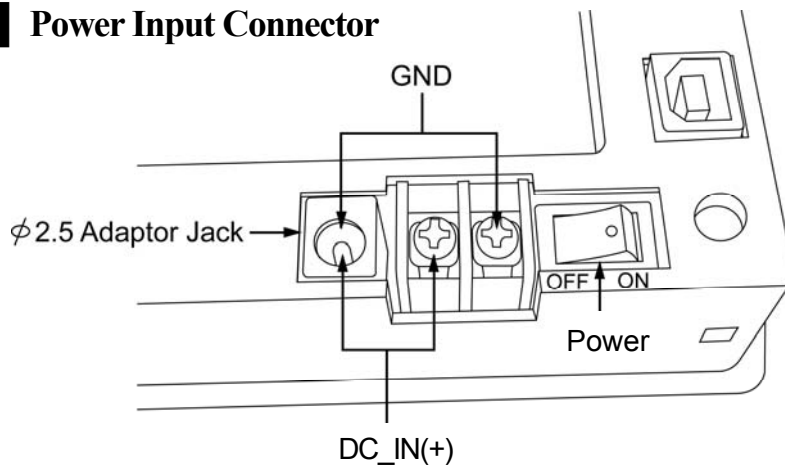 Power Input Connector
GND
ϕ2.5 Adaptor Jack
OFF ON
Power
DC_IN(+)